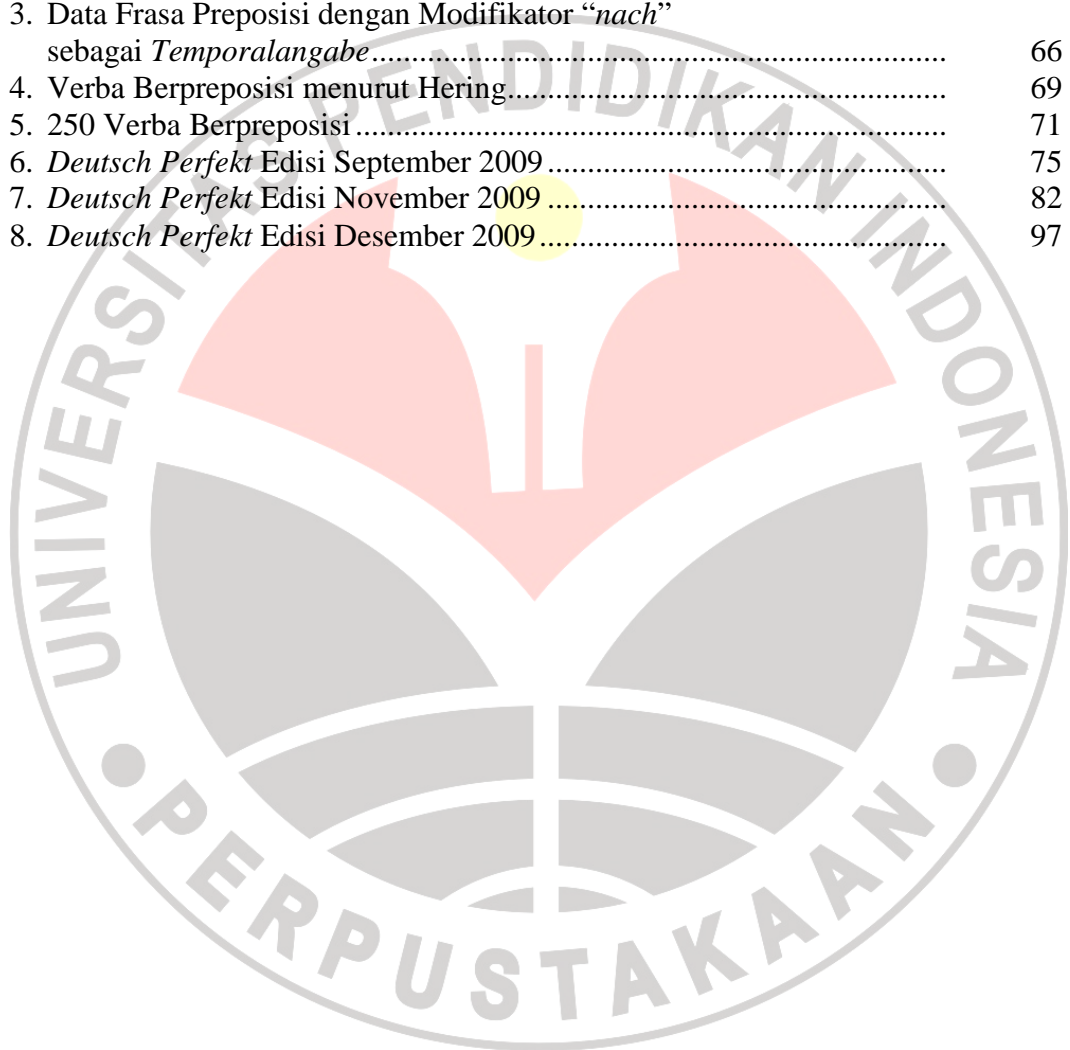 3. Data Frasa Preposisi dengan Modifikator “nach”
sebagai Temporalangabe.................................................................... 66
4. Verba Berpreposisi menurut Hering.................................................... 69
5. 250 Verba Berpreposisi....................................................................... 71
6. Deutsch Perfekt Edisi September 2009............................................... 75
7. Deutsch Perfekt Edisi November 2009............................................... 82
8. Deutsch Perfekt Edisi Desember 2009................................................ 97
UNIVERSITAS PENDIDIKAN INDONESIA
PERPUSTAKAAN